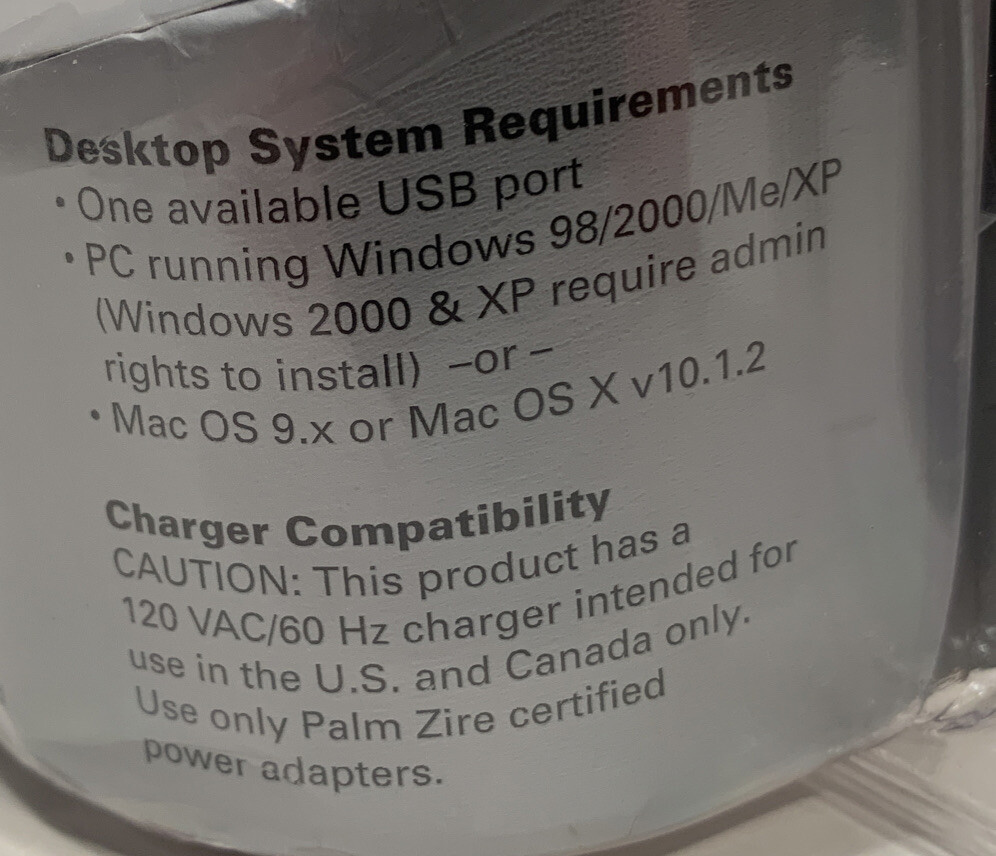 Desktop System Requirements
• One available USB port
• PC running Windows 98/2000/Me/XP
(Windows 2000 & XP require admin
rights to install) –or –
• Mac OS 9.x or Mac OS X v10.1.2
Charger Compatibility
CAUTION: This product has a
120 VAC/60 Hz charger intended for
use in the U.S. and Canada only.
Use only Palm Zire certified
power adapters.